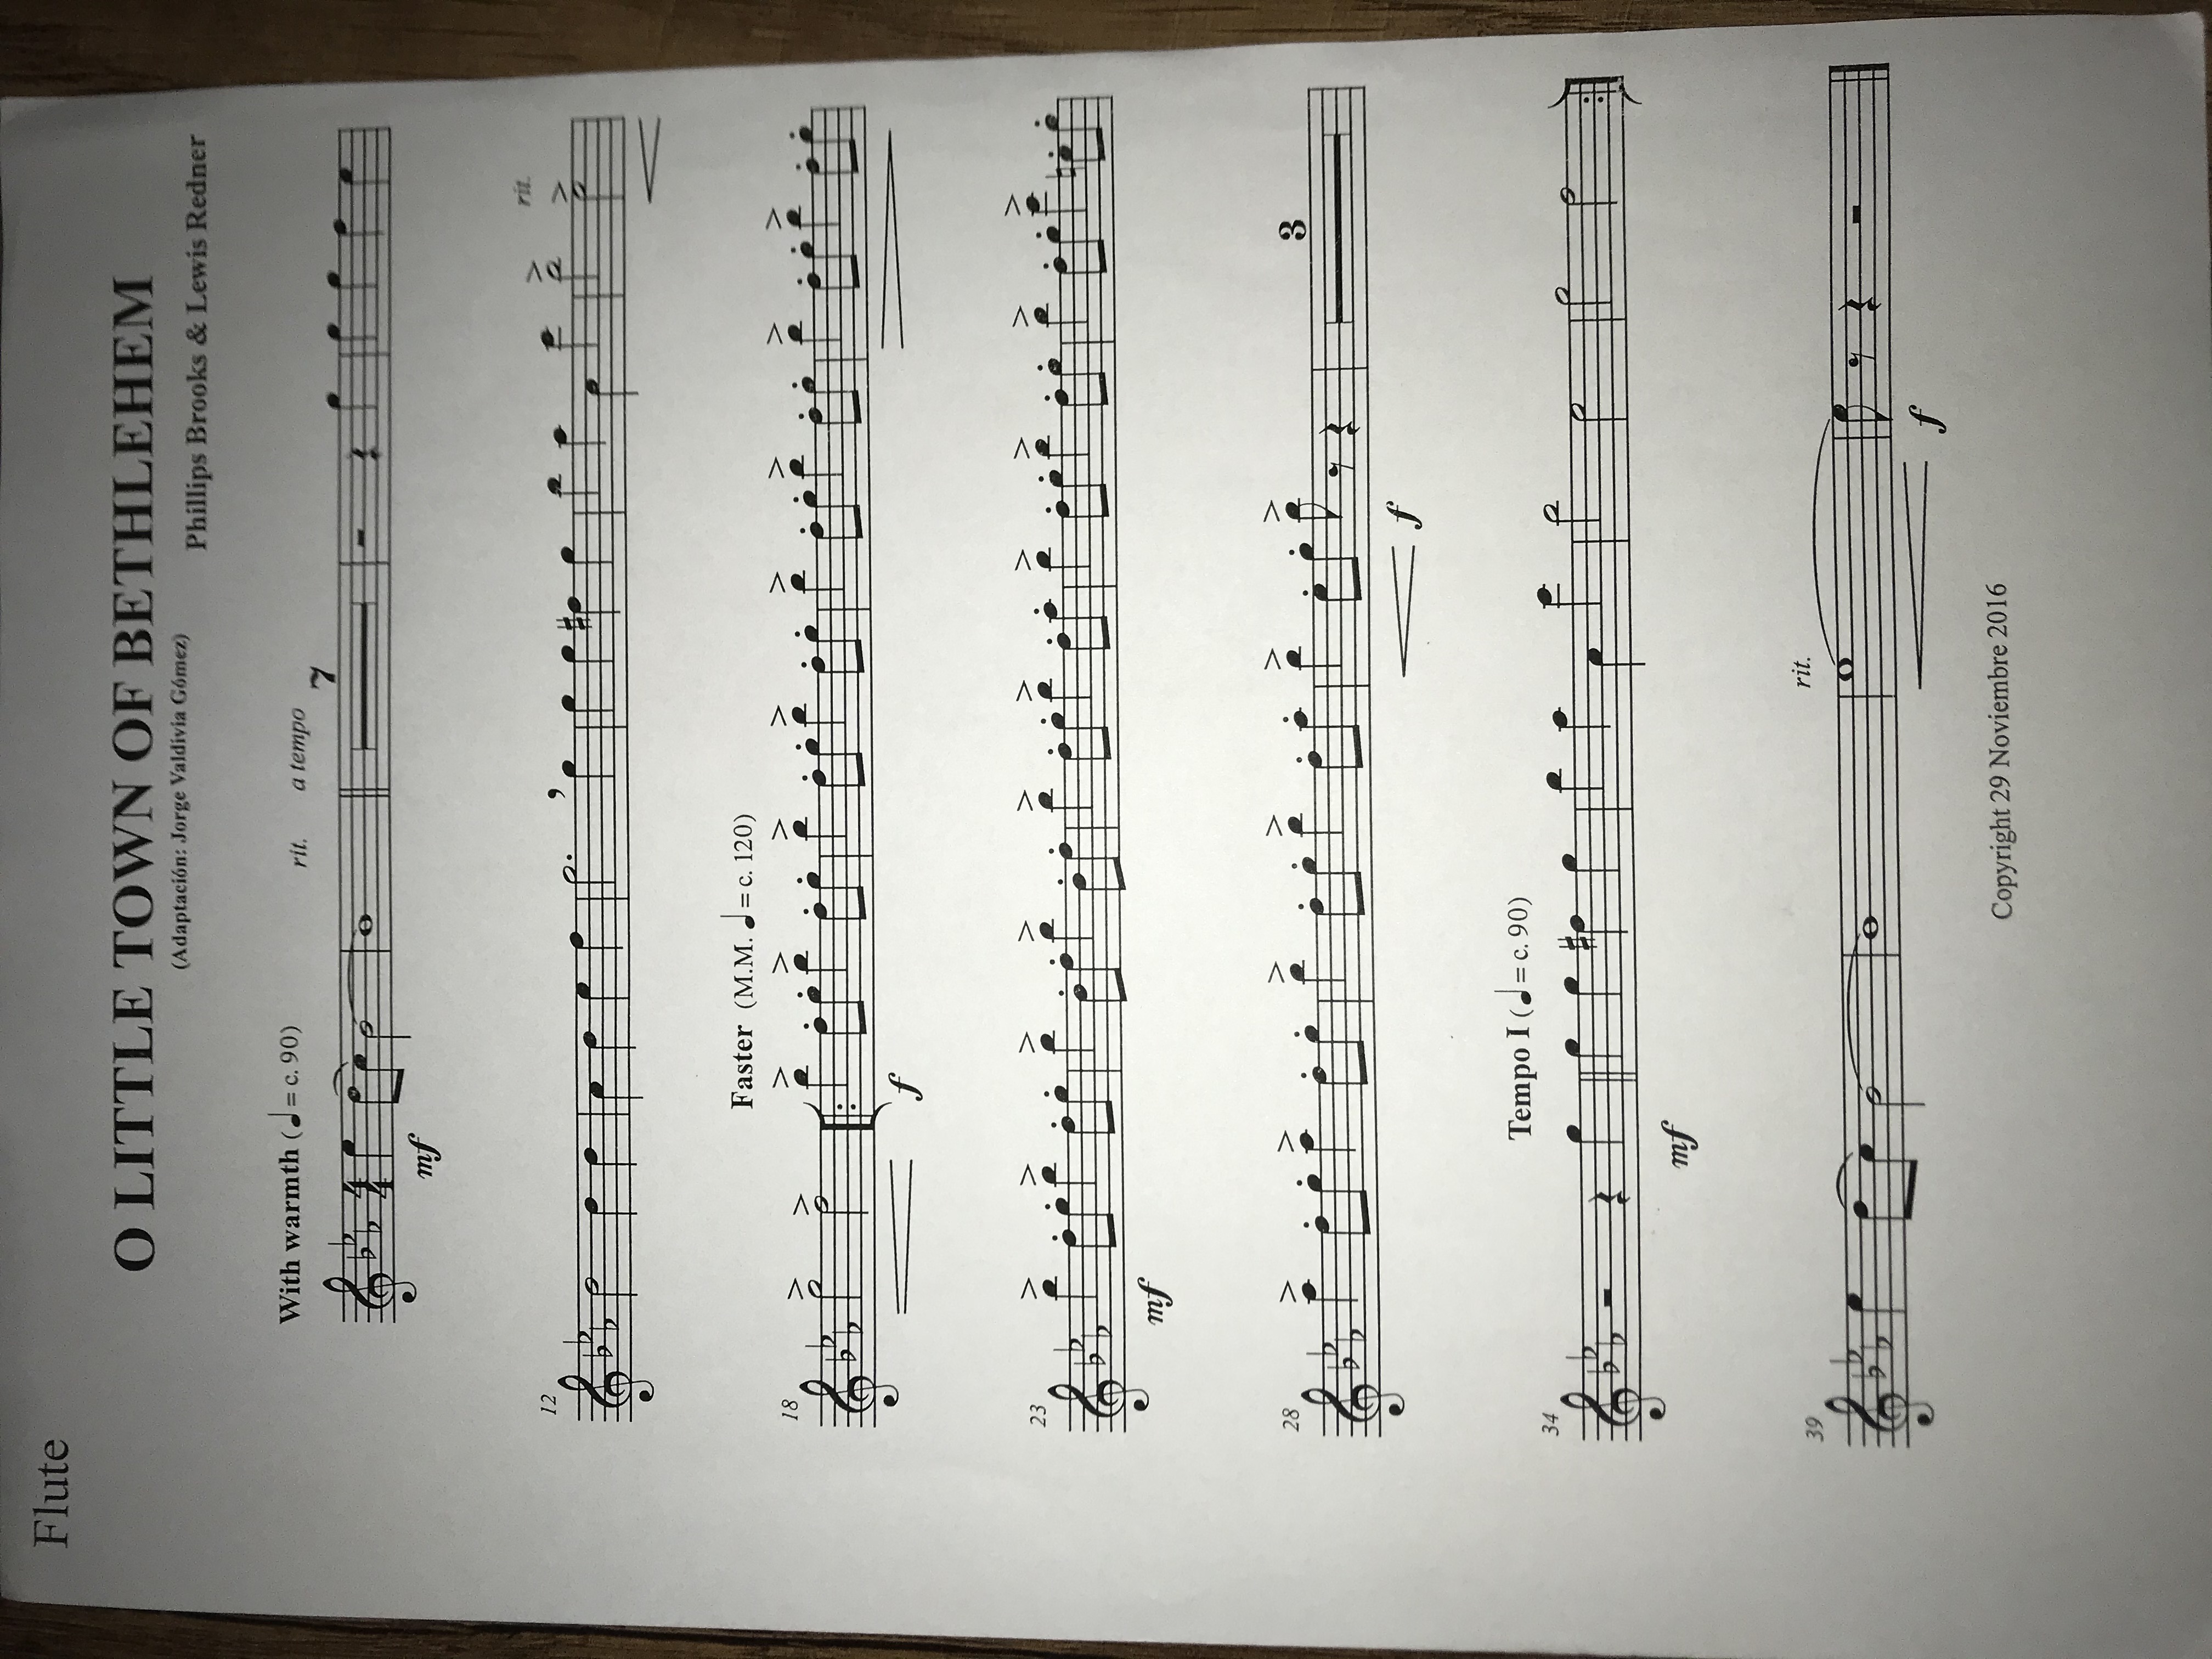 Flute
O LITTLE TOWN OF BETHLEHEM
(Adaptación: Jorge Valdivia Gómez)
Phillips Brooks & Lewis Redner
With warmth (♩ = c. 90)
rit. a tempo
7
4
4
mf
12
rit.
Faster (M.M. ♩ = c. 120)
18
f
23
mf
28
3
f
Tempo I (♩ = c. 90)
34
mf
rit.
39
f
Copyright 29 Noviembre 2016